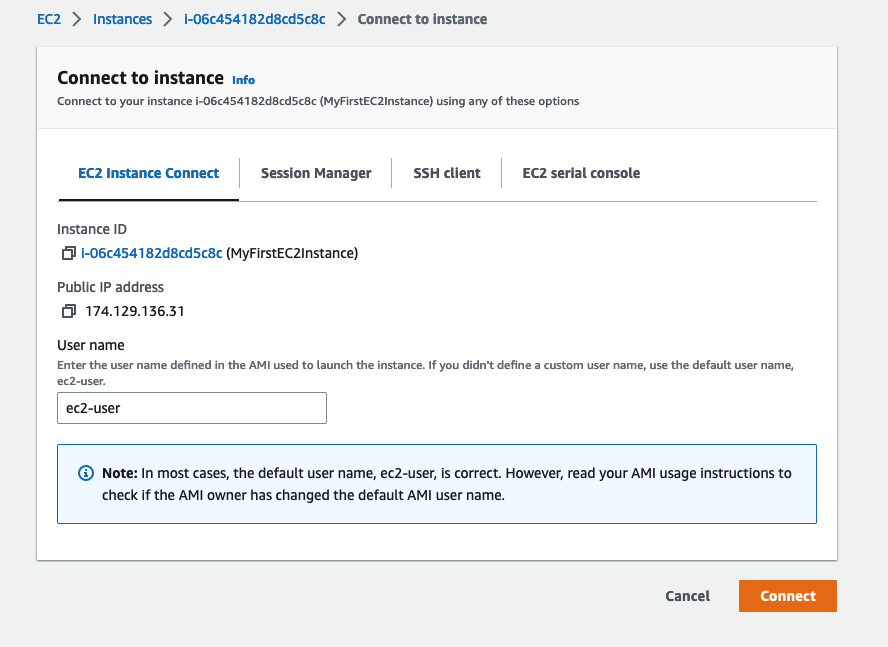 EC2 > Instances > i-06c454182d8cd5c8c > Connect to instance
Connect to instance Info
Connect to your instance i-06c454182d8cd5c8c (MyFirstEC2Instance) using any of these options
EC2 Instance Connect
Session Manager
SSH client
EC2 serial console
Instance ID
i-06c454182d8cd5c8c (MyFirstEC2Instance)
Public IP address
174.129.136.31
User name
Enter the user name defined in the AMI used to launch the instance. If you didn't define a custom user name, use the default user name,
ec2-user.
ec2-user
Note: In most cases, the default user name, ec2-user, is correct. However, read your AMI usage instructions to
check if the AMI owner has changed the default AMI user name.
Cancel
Connect